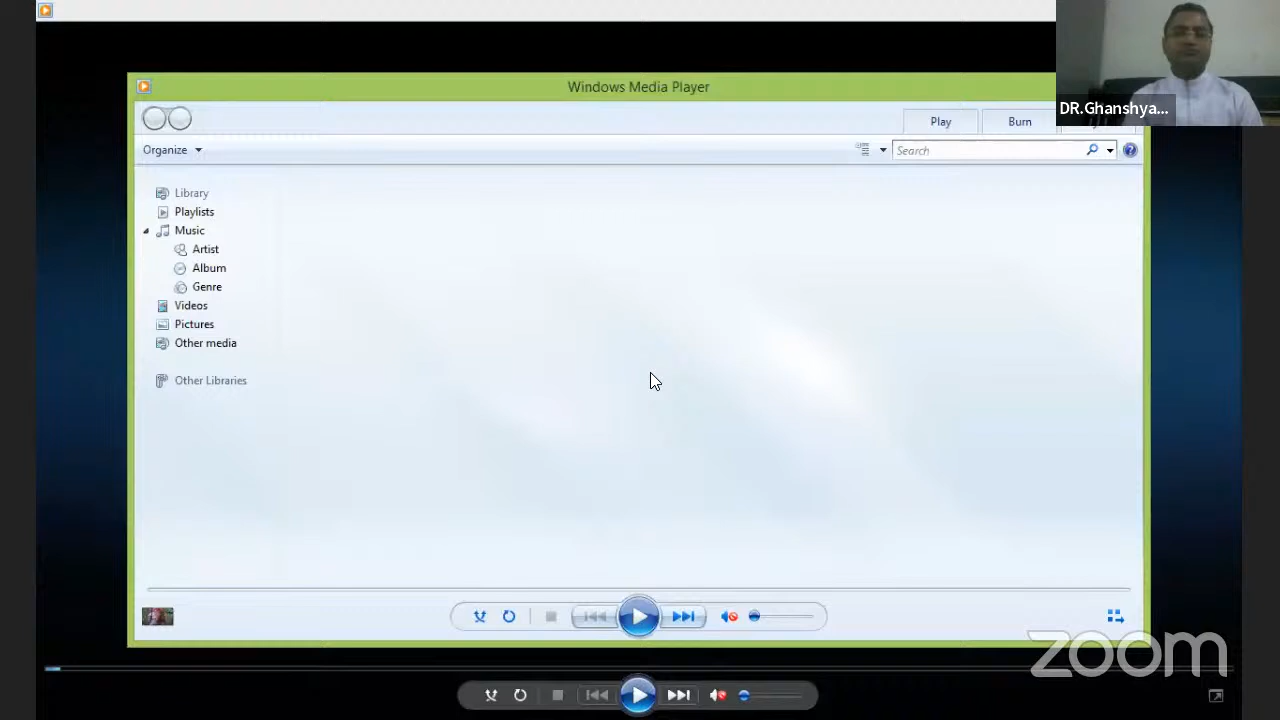 Windows Media Player
DR.Ghanshya...
Play
Burn
Organize
Search
Library
Playlists
Music
Artist
Album
Genre
Videos
Pictures
Other media
Other Libraries
zoom